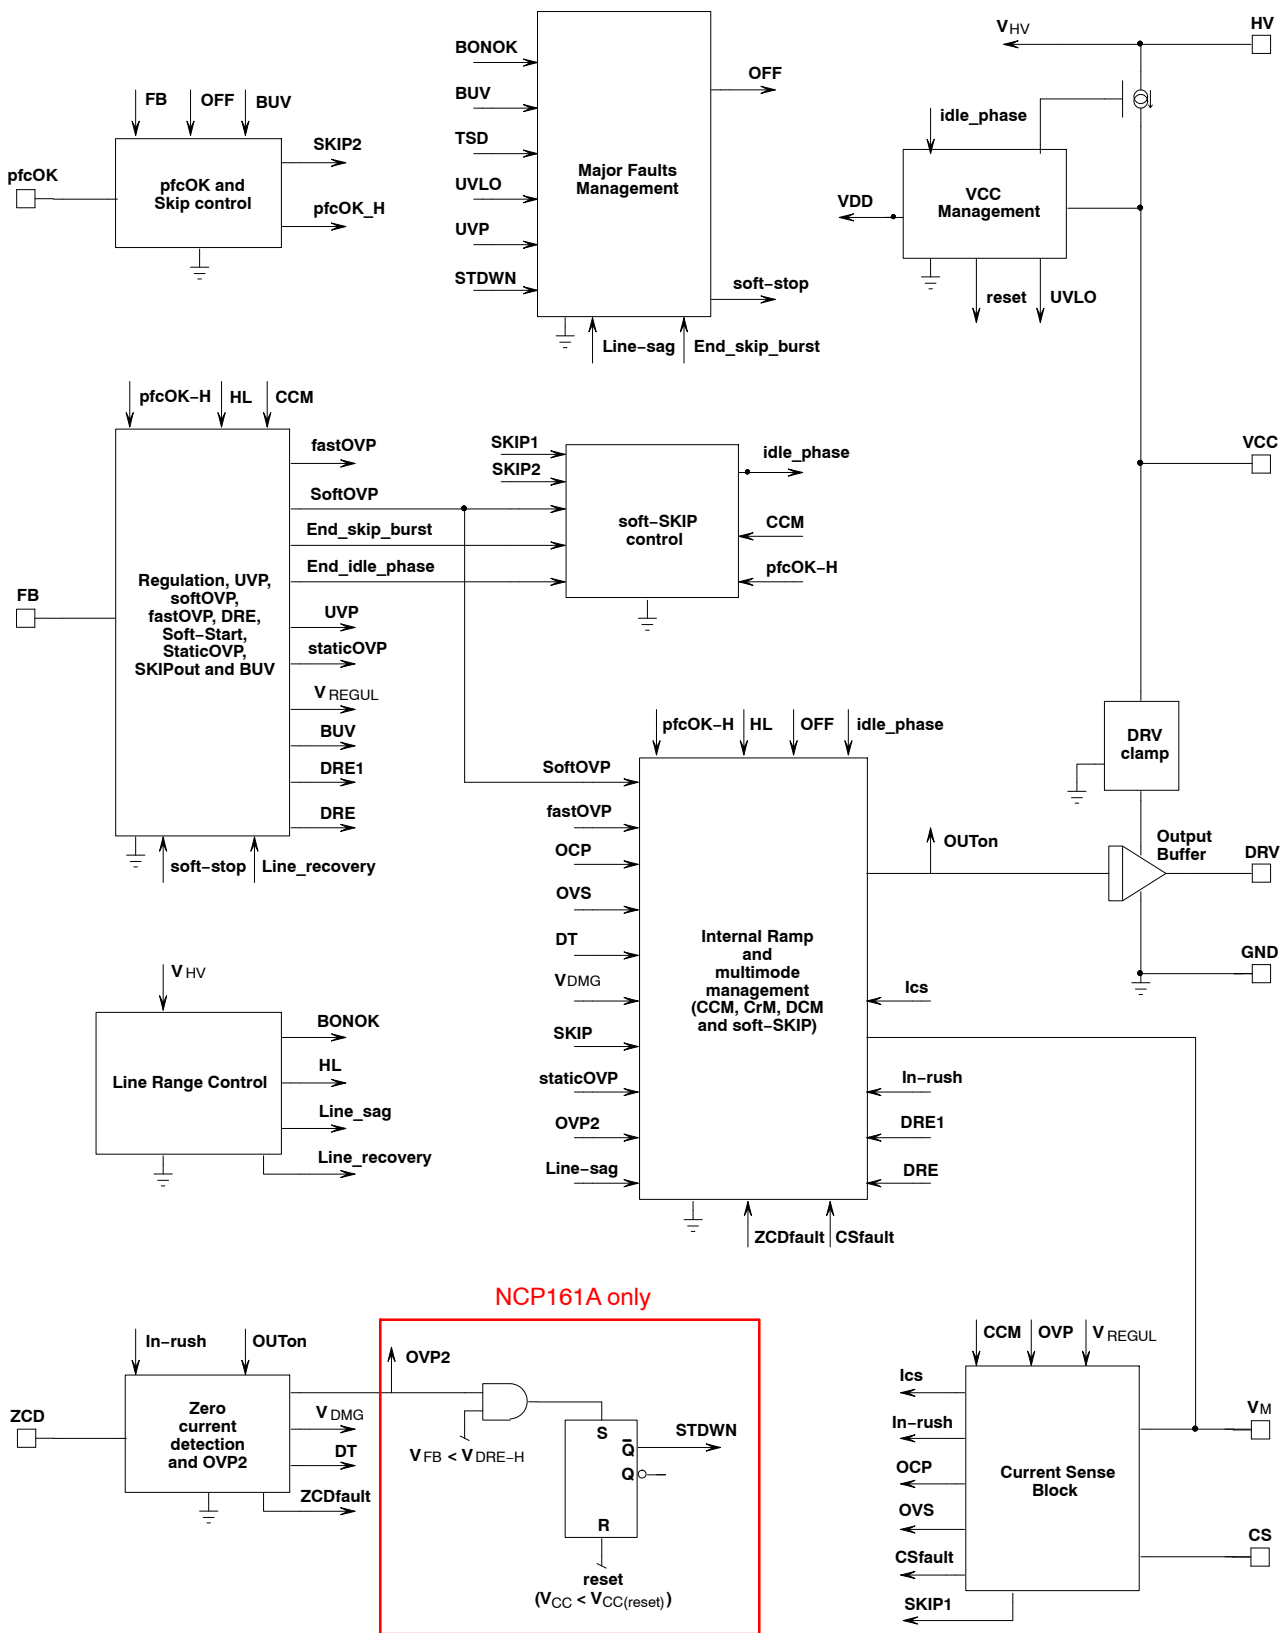 HV
VHV
BONOK
BUV
TSD
UVLO
UVP
STDWN
Major Faults
Management
OFF
soft-stop
Line-sag
End_skip_burst
FB
OFF
BUV
pfcOK
pfcOK and
Skip control
SKIP2
pfcOK_H
idle_phase
VCC
Management
VDD
reset
UVLO
pfcOK-H
HL
CCM
fastOVP
SoftOVP
End_skip_burst
End_idle_phase
FB
Regulation, UVP,
softOVP,
fastOVP, DRE,
Soft-Start,
StaticOVP,
SKIPout and BUV
UVP
staticOVP
VREGUL
BUV
DRE1
DRE
soft-stop
Line_recovery
SKIP1
SKIP2
soft-SKIP
control
idle_phase
CCM
pfcOK-H
VCC
DRV
clamp
Output
Buffer
DRV
GND
OUTon
pfcOK-H
HL
OFF
idle_phase
SoftOVP
fastOVP
OCP
OVS
DT
VDMG
SKIP
staticOVP
OVP2
Line-sag
Internal Ramp
and
multimode
management
(CCM, CrM, DCM
and soft-SKIP)
Ics
In-rush
DRE1
DRE
ZCDfault
CSfault
VHV
Line Range Control
BONOK
HL
Line_sag
Line_recovery
NCP161A only
In-rush
OUTon
ZCD
Zero
current
detection
and OVP2
VDMG
DT
ZCDfault
OVP2
VFB < VDRE-H
S
Q
Q
R
STDWN
reset
(VCC < VCC(reset))
CCM
OVP
VREGUL
Ics
In-rush
OCP
OVS
CSfault
SKIP1
Current Sense
Block
VM
CS